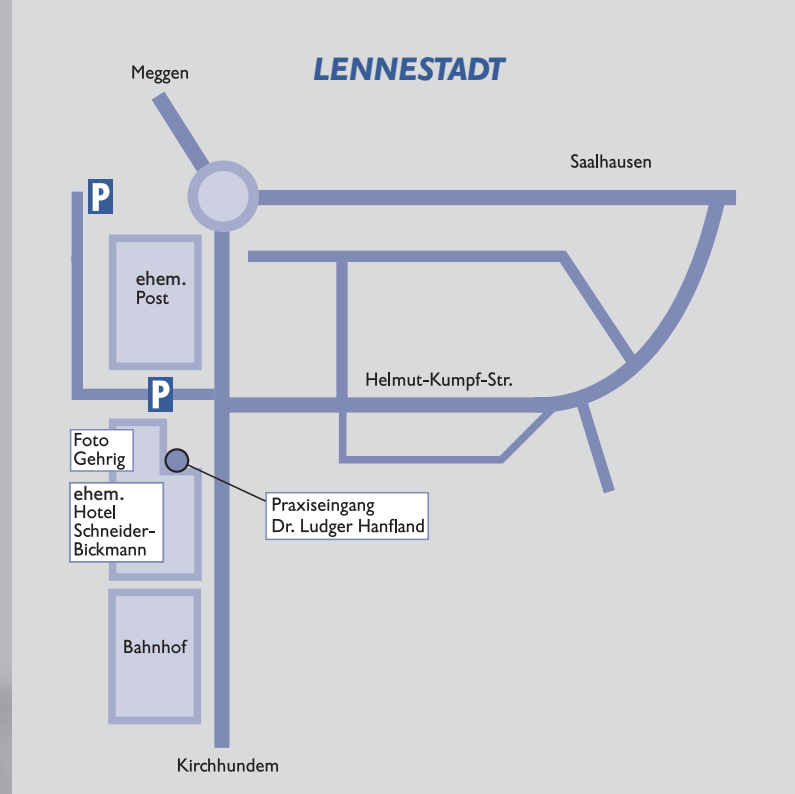 LENNESTADT
Meggen
Saalhausen
P
ehem.
Post
Helmut-Kumpf-Str.
P
Foto
Gehrig
ehem.
Hotel
Schneider-
Bickmann
Praxiseingang
Dr. Ludger Hanfland
Bahnhof
Kirchhundem